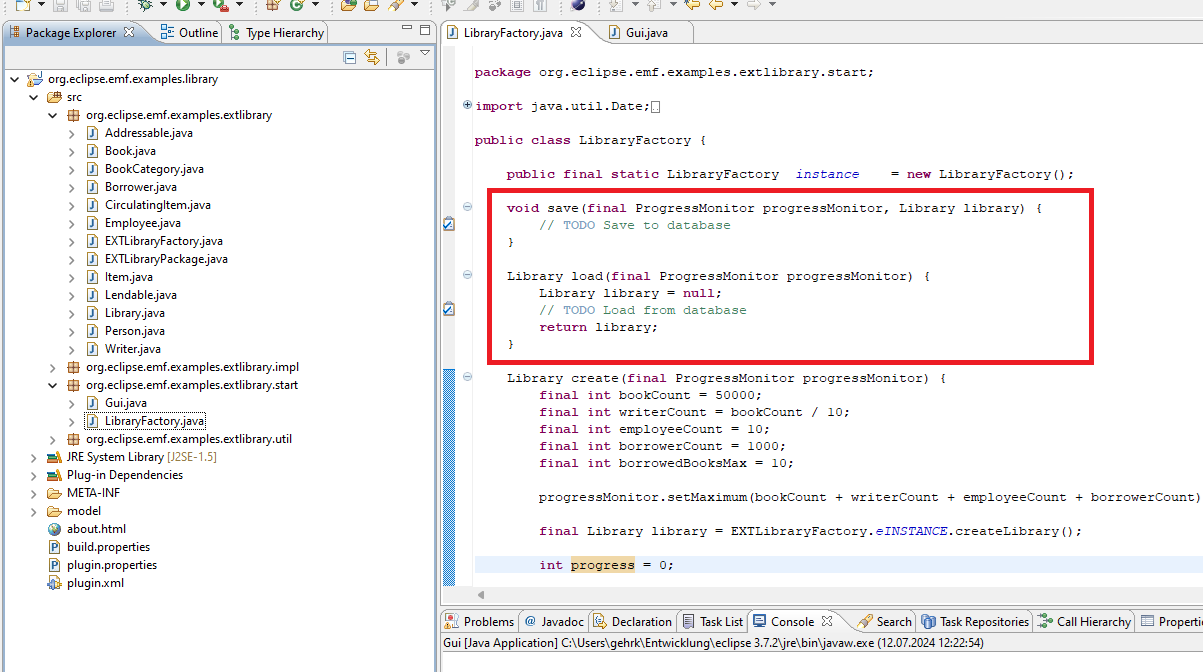 Package Explorer
Outline
Type Hierarchy
org.eclipse.emf.examples.library
src
org.eclipse.emf.examples.extlibrary
Addressable.java
Book.java
BookCategory.java
Borrower.java
CirculatingItem.java
Employee.java
EXTLibraryFactory.java
EXTLibraryPackage.java
Item.java
Lendable.java
Library.java
Person.java
Writer.java
org.eclipse.emf.examples.extlibrary.impl
org.eclipse.emf.examples.extlibrary.start
Gui.java
LibraryFactory.java
org.eclipse.emf.examples.extlibrary.util
JRE System Library [J2SE-1.5]
Plug-in Dependencies
META-INF
model
about.html
build.properties
plugin.properties
plugin.xml
LibraryFactory.java
Gui.java
package org.eclipse.emf.examples.extlibrary.start;
import java.util.Date;
public class LibraryFactory {
public final static LibraryFactory instance = new LibraryFactory();
void save(final ProgressMonitor progressMonitor, Library library) {
// TODO Save to database
}
Library load(final ProgressMonitor progressMonitor) {
Library library = null;
// TODO Load from database
return library;
}
Library create(final ProgressMonitor progressMonitor) {
final int bookCount = 50000;
final int writerCount = bookCount / 10;
final int employeeCount = 10;
final int borrowerCount = 1000;
final int borrowedBooksMax = 10;
progressMonitor.setMaximum(bookCount + writerCount + employeeCount + borrowerCount)
final Library library = EXTLibraryFactory.eINSTANCE.createLibrary();
int progress = 0;
Problems
Javadoc
Declaration
Task List
Console
Search
Task Repositories
Call Hierarchy
Properti
Gui [Java Application] C:\Users\gehrk\Entwicklung\eclipse 3.7.2\jre\bin\javaw.exe (12.07.2024 12:22:54)